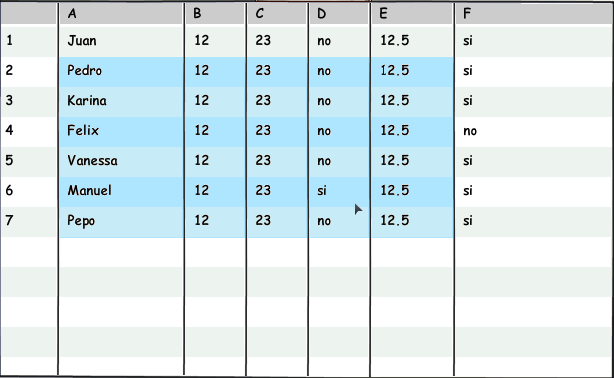 A B C D E F
1 Juan 12 23 no 12.5 si
2 Pedro 12 23 no 12.5 si
3 Karina 12 23 no 12.5 si
4 Felix 12 23 no 12.5 no
5 Vanessa 12 23 no 12.5 si
6 Manuel 12 23 si 12.5 si
7 Pepo 12 23 no 12.5 si